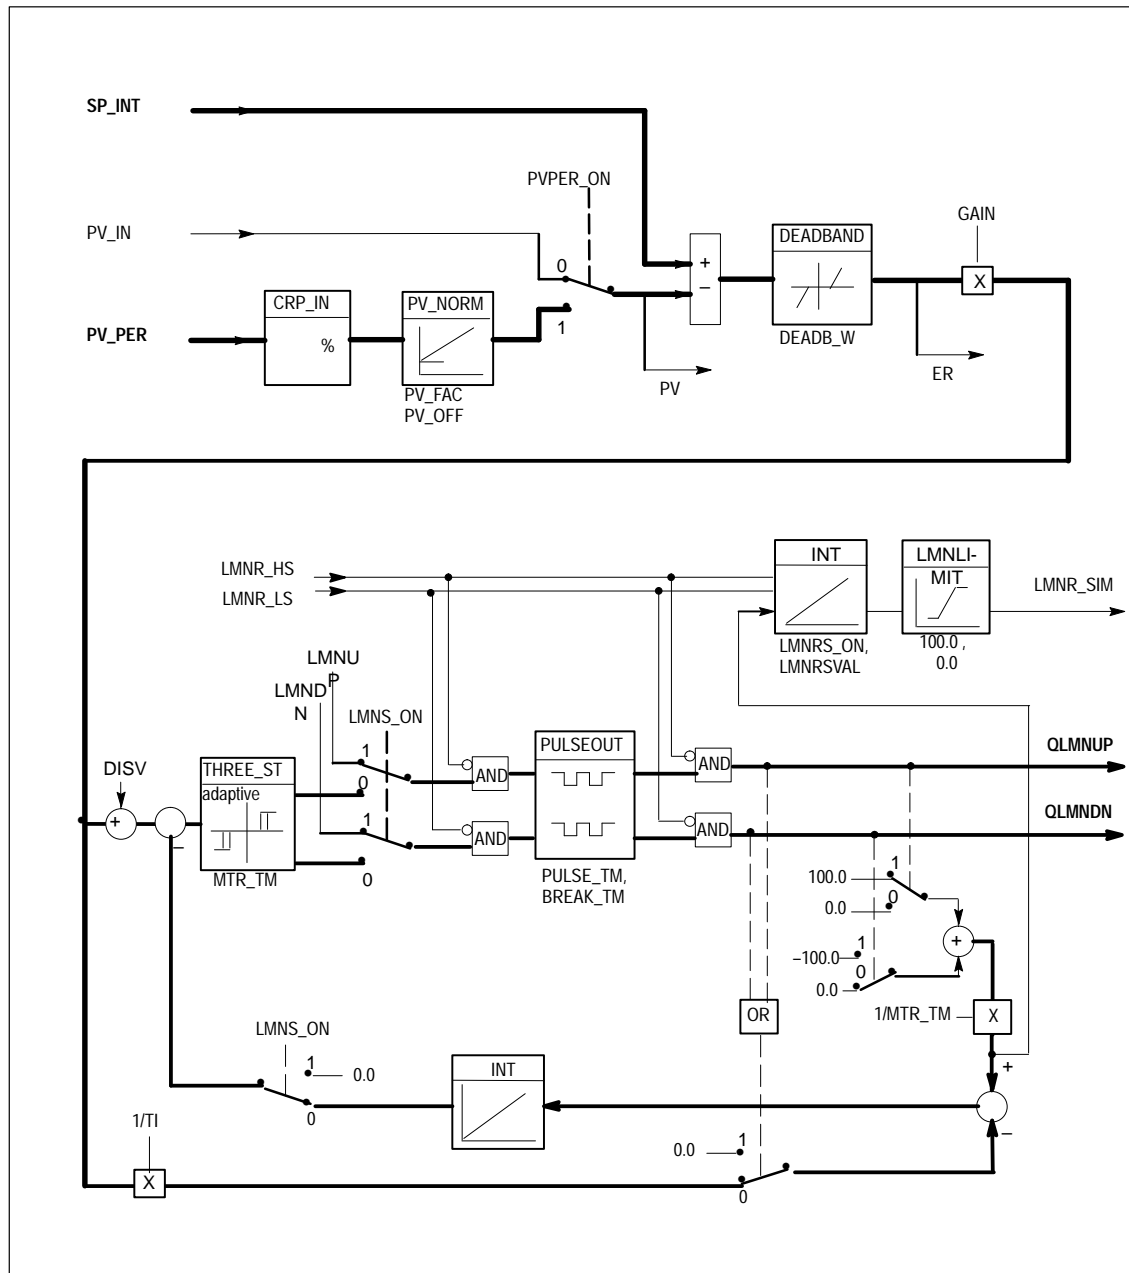 SP_INT
PVPER_ON
GAIN
PV_IN
DEADBAND
0
+
−
X
CRP_IN
PV_NORM
1
PV_PER
%
DEADB_W
PV
ER
PV_FAC
PV_OFF
INT
LMNLI-
MIT
LMNR_HS
LMNR_LS
LMNR_SIM
LMNRS_ON,
LMNRSVAL
100.0 ,
0.0
LMNU
P
LMND
N
LMNS_ON
1
PULSEOUT
QLMNUP
DISV
THREE_ST
AND
AND
adaptive
0
1
QLMNDN
+
−
AND
AND
0
MTR_TM
PULSE_TM,
BREAK_TM
1
100.0
0
0.0
1
+
−100.0
0
0.0
OR
1/MTR_TM
X
LMNS_ON
1
0.0
INT
+
0
1/TI
−
0.0
1
X
0